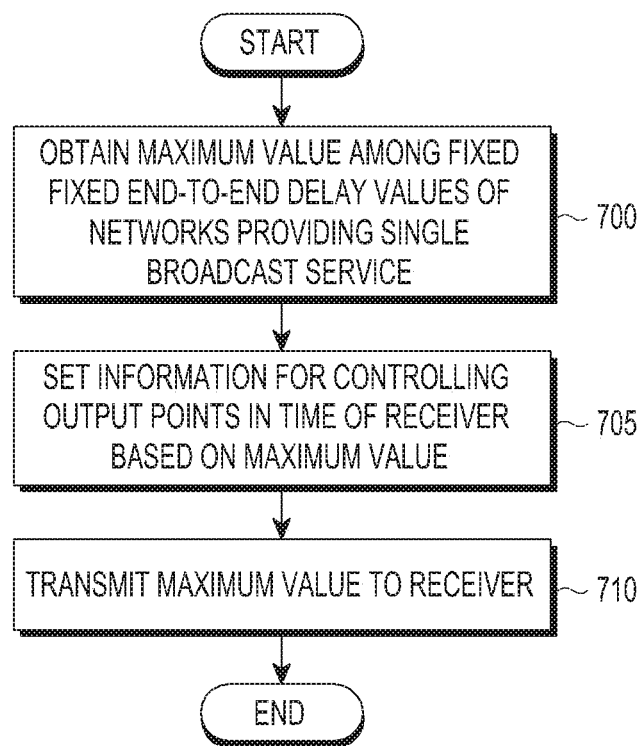 START
OBTAIN MAXIMUM VALUE AMONG FIXED
FIXED END-TO-END DELAY VALUES OF
NETWORKS PROVIDING SINGLE
BROADCAST SERVICE
700
SET INFORMATION FOR CONTROLLING
OUTPUT POINTS IN TIME OF RECEIVER
BASED ON MAXIMUM VALUE
705
TRANSMIT MAXIMUM VALUE TO RECEIVER
710
END